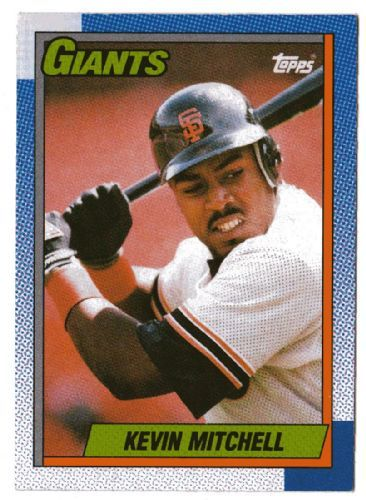 GIANTS
TOPPS
SF
KEVIN MITCHELL